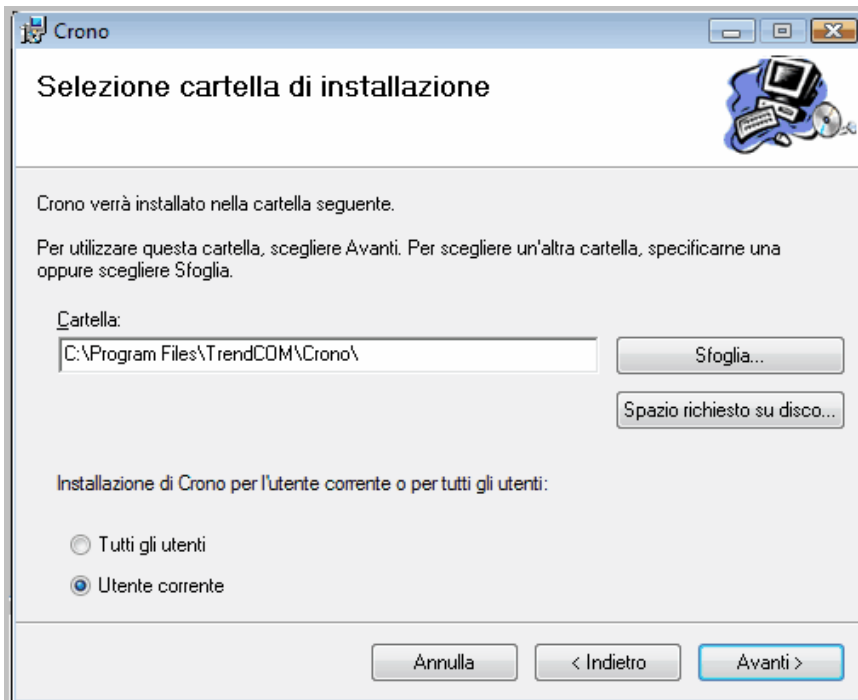 Crono
Selezione cartella di installazione
Crono verrà installato nella cartella seguente.
Per utilizzare questa cartella, scegliere Avanti. Per scegliere un'altra cartella, specificarne una
oppure scegliere Sfoglia.
Cartella:
C:\Program Files\TrendCOM\Crono\
Sfoglia...
Spazio richiesto su disco...
Installazione di Crono per l'utente corrente o per tutti gli utenti:
Tutti gli utenti
Utente corrente
Annulla
< Indietro
Avanti >